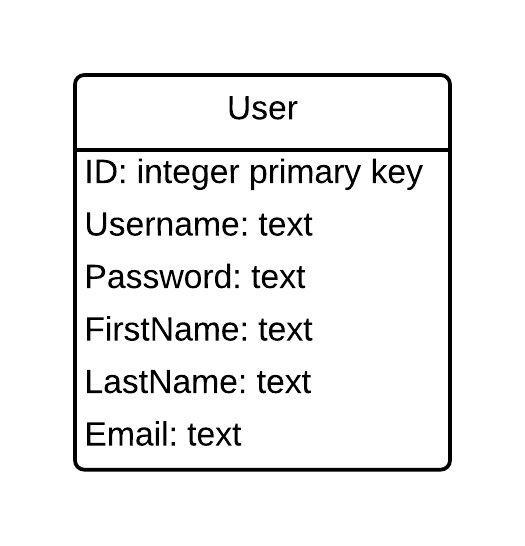 User
ID: integer primary key
Username: text
Password: text
FirstName: text
LastName: text
Email: text